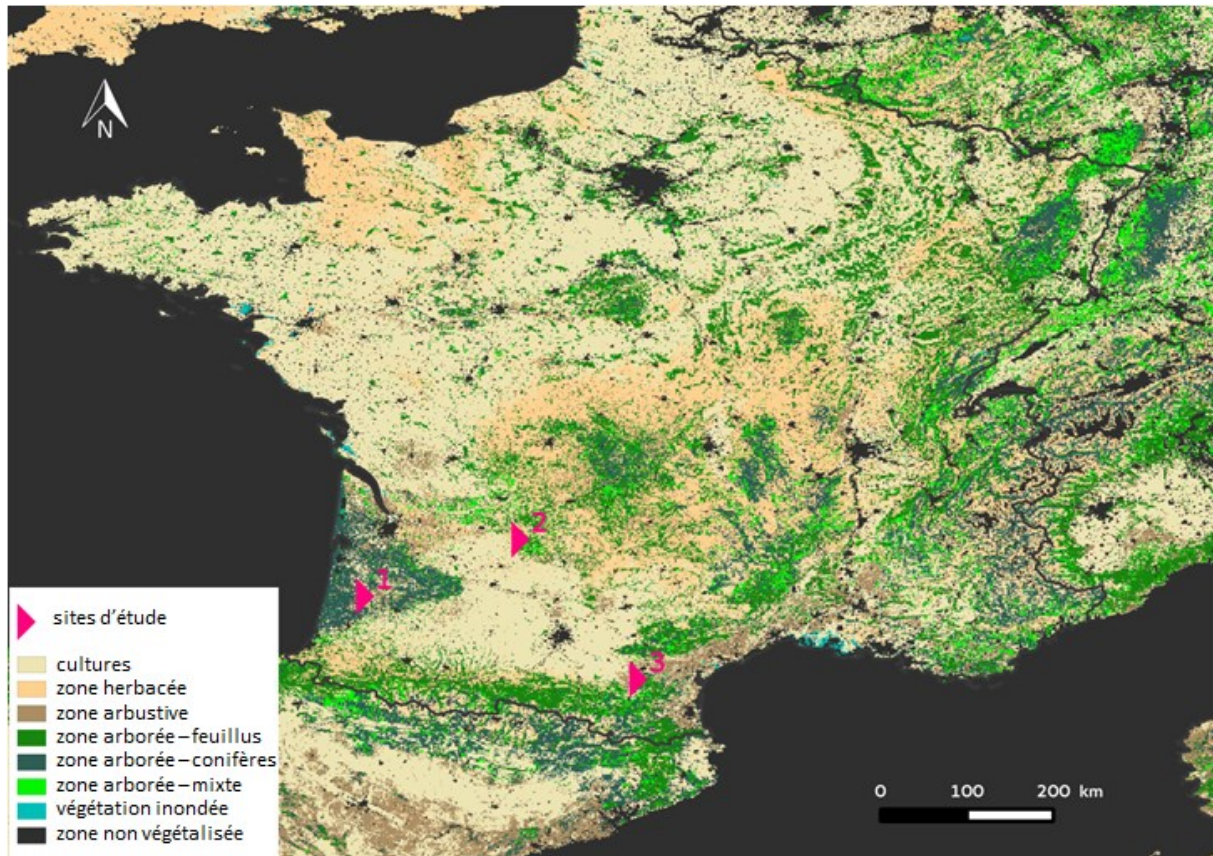 N
2
1
3
sites d'étude
cultures
zone herbacée
zone arbustive
zone arborée – feuillus
zone arborée – conifères
zone arborée – mixte
végétation inondée
zone non végétalisée
0 100 200 km